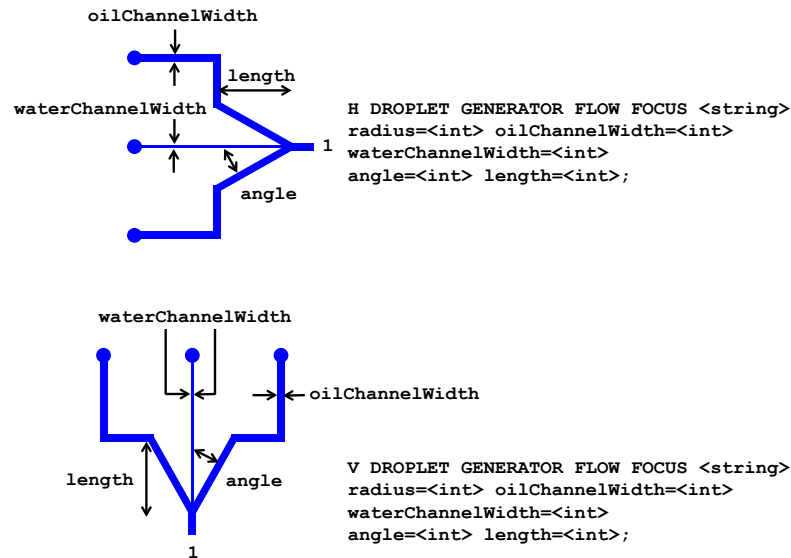 oilChannelWidth
length
waterChannelWidth
1
angle
H DROPLET GENERATOR FLOW FOCUS <string>
radius=<int> oilChannelWidth=<int>
waterChannelWidth=<int>
angle=<int> length=<int>;
waterChannelWidth
oilChannelWidth
length
angle
1
V DROPLET GENERATOR FLOW FOCUS <string>
radius=<int> oilChannelWidth=<int>
waterChannelWidth=<int>
angle=<int> length=<int>;